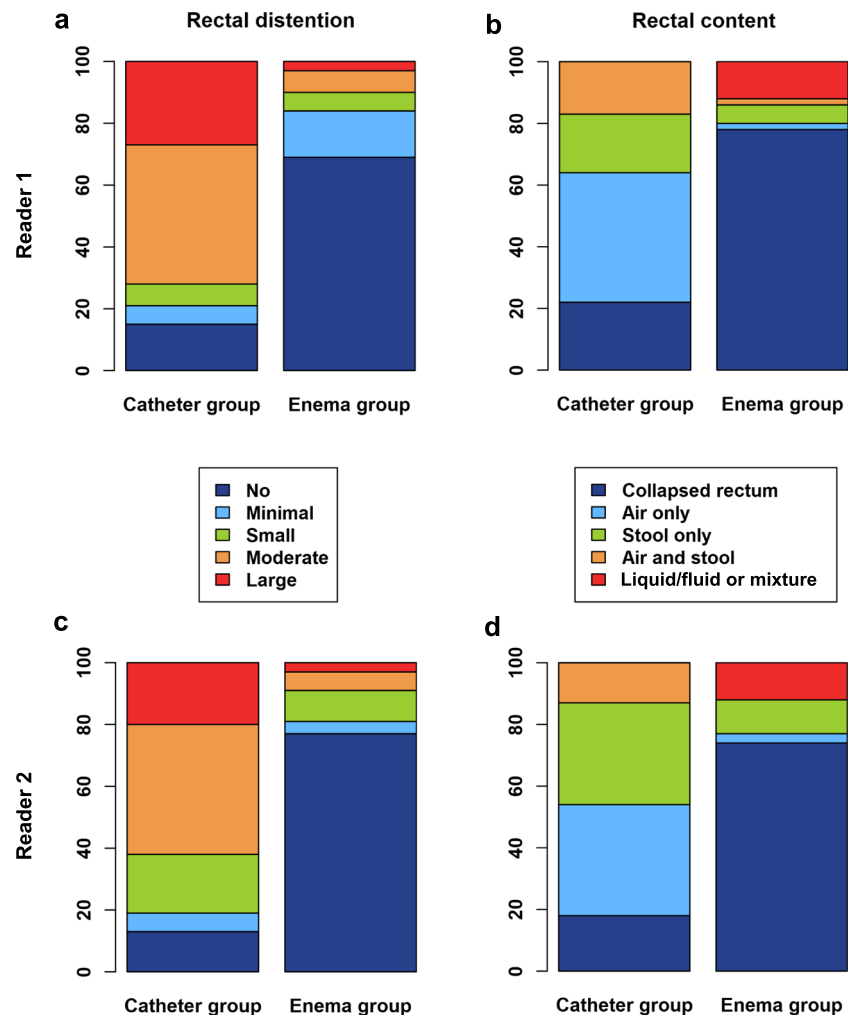 a
Rectal distention
b
Rectal content
Reader 1
100
80
60
40
20
0
100
80
60
40
20
0
Catheter group
Enema group
Catheter group
Enema group
No
Minimal
Small
Moderate
Large
Collapsed rectum
Air only
Stool only
Air and stool
Liquid/fluid or mixture
c
d
Reader 2
100
80
60
40
20
0
100
80
60
40
20
0
Catheter group
Enema group
Catheter group
Enema group